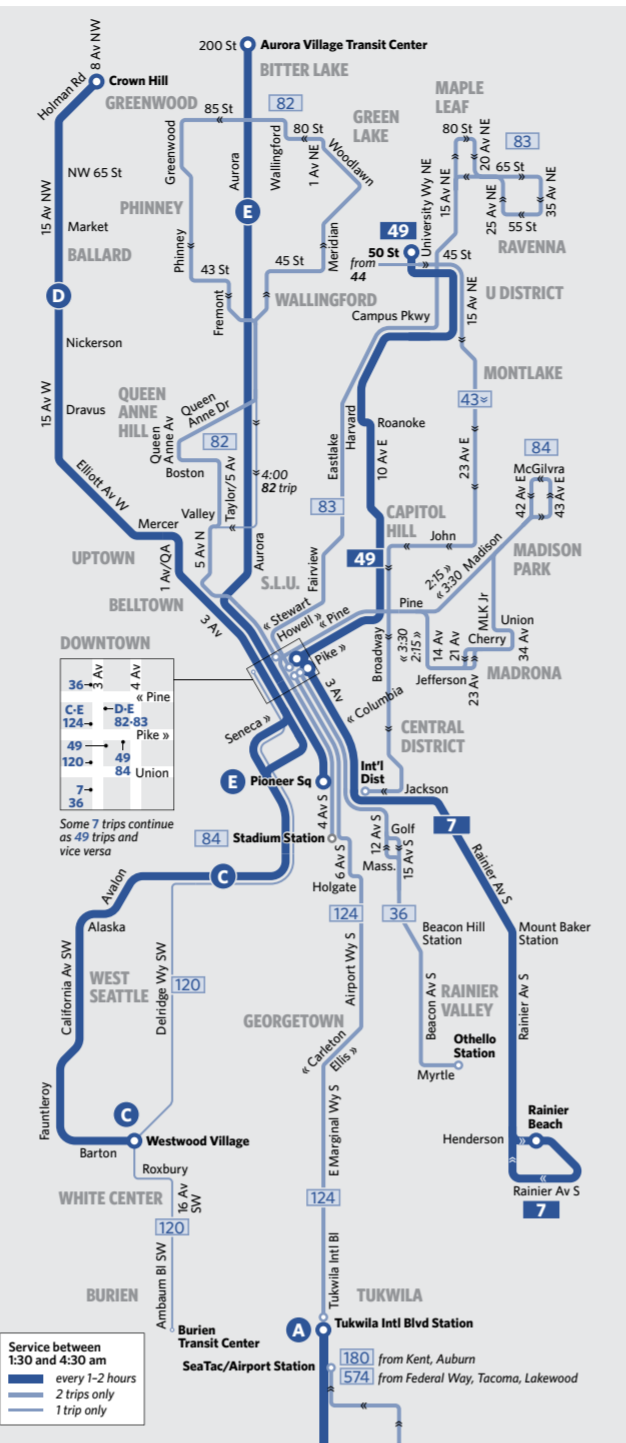 8 Av NW
Holman Rd
Crown Hill
200 St
Aurora Village Transit Center
BITTER LAKE
GREENWOOD
85 St
82
80 St
GREEN
LAKE
MAPLE
LEAF
80 St
20 Av NE
83
65 St
Greenwood
Aurora
Wallingford
1 Av NE
Woodlawn
15 Av NE
25 Av NE
35 Av NE
55 St
RAVENNA
NW 65 St
15 Av NW
Market
BALLARD
PHINNEY
E
University Wy NE
49
50 St
from
44
45 St
U DISTRICT
Phinney
43 St
45 St
Meridian
Fremont
WALLINGFORD
15 Av NE
Campus Pkwy
D
Nickerson
15 Av W
Dravus
QUEEN
ANNE
HILL
Queen
Anne Dr
Queen
Anne Av
82
Boston
MONTLAKE
43
Harvard
Roanoke
Eastlake
10 Av E
23 Av E
84
McGilvra
42 Av E
43 Av E
Elliott Av W
Valley
Taylor/5 Av
4:00
82 trip
83
CAPITOL
HILL
John
2:15 »
« 3:30
Madison
MADISON
PARK
Mercer
UPTOWN
1 Av/QA
5 Av N
Aurora
S.L.U.
Fairview
49
BELLTOWN
3 Av
« Stewart
Howell »
« Pine
Pine
Pike »
Broadway
« 3:30
2:15 »
14 Av
21 Av
MLK Jr
Cherry
Union
34 Av
Jefferson
23 Av
MADRONA
DOWNTOWN
3 Av
4 Av
36
« Pine
C·E
124
D·E
82·83
Pike »
49
120
49
84
Union
7
36
Some 7 trips continue
as 49 trips and
vice versa
3 Av
« Columbia
CENTRAL
DISTRICT
Seneca »
Int'l
Dist
Jackson
E
Pioneer Sq
4 Av S
7
84
Stadium Station
12 Av S
Golf
Mass.
15 Av S
6 Av S
Holgate
Rainier Av S
C
Avalon
Alaska
124
36
Beacon Hill
Station
Mount Baker
Station
California Av SW
WEST
SEATTLE
Delridge Wy SW
120
Airport Wy S
Beacon Av S
RAINIER
VALLEY
Rainier Av S
GEORGETOWN
« Carleton
Ellis »
Othello
Station
Myrtle
Fauntleroy
C
Westwood Village
Barton
E Marginal Wy S
Henderson
Rainier
Beach
Roxbury
WHITE CENTER
16 Av
SW
Rainier Av S
7
124
120
Tukwila Intl Bl
BURIEN
Ambaum Bl SW
TUKWILA
Burien
Transit Center
A
Tukwila Intl Blvd Station
SeaTac/Airport Station
180 from Kent, Auburn
574 from Federal Way, Tacoma, Lakewood
Service between
1:30 and 4:30 am
every 1–2 hours
2 trips only
1 trip only